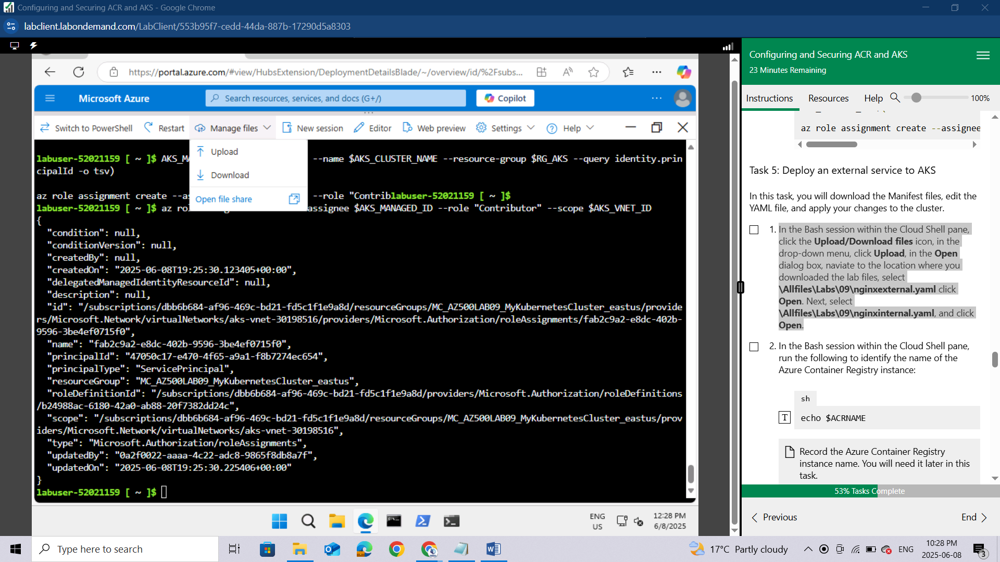 Configuring and Securing ACR and AKS - Google Chrome
labclient.labondemand.com/LabClient/553b95f7-cedd-44da-887b-17290d5a8303
https://portal.azure.com/#view/HubsExtension/DeploymentDetailsBlade/~/overview/id/%2Fsubs...
Microsoft Azure
Search resources, services, and docs (G+/)
Copilot
Switch to PowerShell
Restart
Manage files
New session
Editor
Web preview
Settings
Help
Upload
Download
Open file share
labuser-52021159 [ ~ ]$ AKS_M --name $AKS_CLUSTER_NAME --resource-group $RG_AKS --query identity.prin
cipalId -o tsv)
az role assignment create --a --role "Contriblabuser-52021159 [ ~ ]$
labuser-52021159 [ ~ ]$ az ro assignee $AKS_MANAGED_ID --role "Contributor" --scope $AKS_VNET_ID
{
"condition": null,
"conditionVersion": null,
"createdBy": null,
"createdOn": "2025-06-08T19:25:30.123405+00:00",
"delegatedManagedIdentityResourceId": null,
"description": null,
"id": "/subscriptions/dbb6b684-af96-469c-bd21-fd5c1f1e9a8d/resourceGroups/MC_AZ500LAB09_MyKubernetesCluster_eastus/provide
rs/Microsoft.Network/virtualNetworks/aks-vnet-30198516/providers/Microsoft.Authorization/roleAssignments/fab2c9a2-e8dc-402b-
9596-3be4ef0715f0",
"name": "fab2c9a2-e8dc-402b-9596-3be4ef0715f0",
"principalId": "47050c17-e470-4f65-a9a1-f8b7274ec654",
"principalType": "ServicePrincipal",
"resourceGroup": "MC_AZ500LAB09_MyKubernetesCluster_eastus",
"roleDefinitionId": "/subscriptions/dbb6b684-af96-469c-bd21-fd5c1f1e9a8d/providers/Microsoft.Authorization/roleDefinitions
/b24988ac-6180-42a0-ab88-20f7382dd24c",
"scope": "/subscriptions/dbb6b684-af96-469c-bd21-fd5c1f1e9a8d/resourceGroups/MC_AZ500LAB09_MyKubernetesCluster_eastus/prov
iders/Microsoft.Network/virtualNetworks/aks-vnet-30198516",
"type": "Microsoft.Authorization/roleAssignments",
"updatedBy": "0a2f0022-aaaa-4c22-adc8-9865f8db8a7f",
"updatedOn": "2025-06-08T19:25:30.225406+00:00"
}
labuser-52021159 [ ~ ]$
ENG
US
12:28 PM
6/8/2025
Configuring and Securing ACR and AKS
23 Minutes Remaining
Instructions
Resources
Help
100%
az role assignment create --assignee
Task 5: Deploy an external service to AKS
In this task, you will download the Manifest files, edit the
YAML file, and apply your changes to the cluster.
1. In the Bash session within the Cloud Shell pane,
click the Upload/Download files icon, in the
drop-down menu, click Upload, in the Open
dialog box, naviate to the location where you
downloaded the lab files, select
\Allfiles\Labs\09\nginxexternal.yaml click
Open. Next, select
\Allfiles\Labs\09\nginxinternal.yaml, and click
Open.
2. In the Bash session within the Cloud Shell pane,
run the following to identify the name of the
Azure Container Registry instance:
sh
T
echo $ACRNAME
Record the Azure Container Registry
instance name. You will need it later in this
task.
53% Tasks Complete
Previous
End
Type here to search
17°C Partly cloudy
ENG
10:28 PM
2025-06-08
3